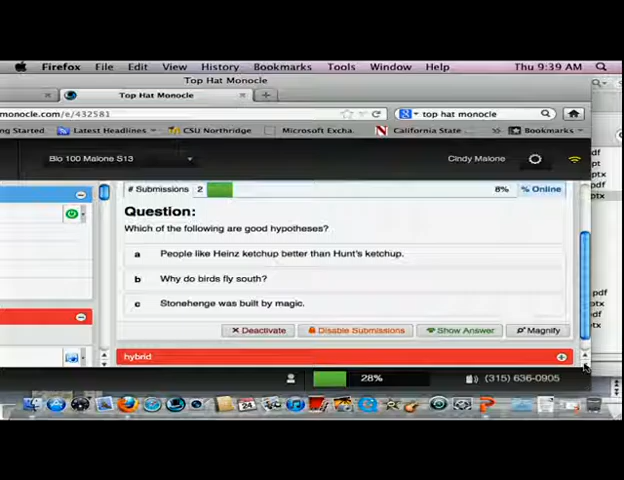 Firefox File Edit View History Bookmarks Tools Window Help Thu 9:39 AM
Top Hat Monocle
Top Hat Monocle
monocle.com/e/432581 top hat monocle
ing Started Latest Headlines CSU Northridge Microsoft Excha California State Bookmarks
Bio 100 Malone S13 Cindy Malone
# Submissions 2 8% % Online
Question:
Which of the following are good hypotheses?
a People like Heinz ketchup better than Hunt's ketchup.
b Why do birds fly south?
c Stonehenge was built by magic.
Deactivate Disable Submissions Show Answer Magnify
hybrid
28% (315) 636-0905